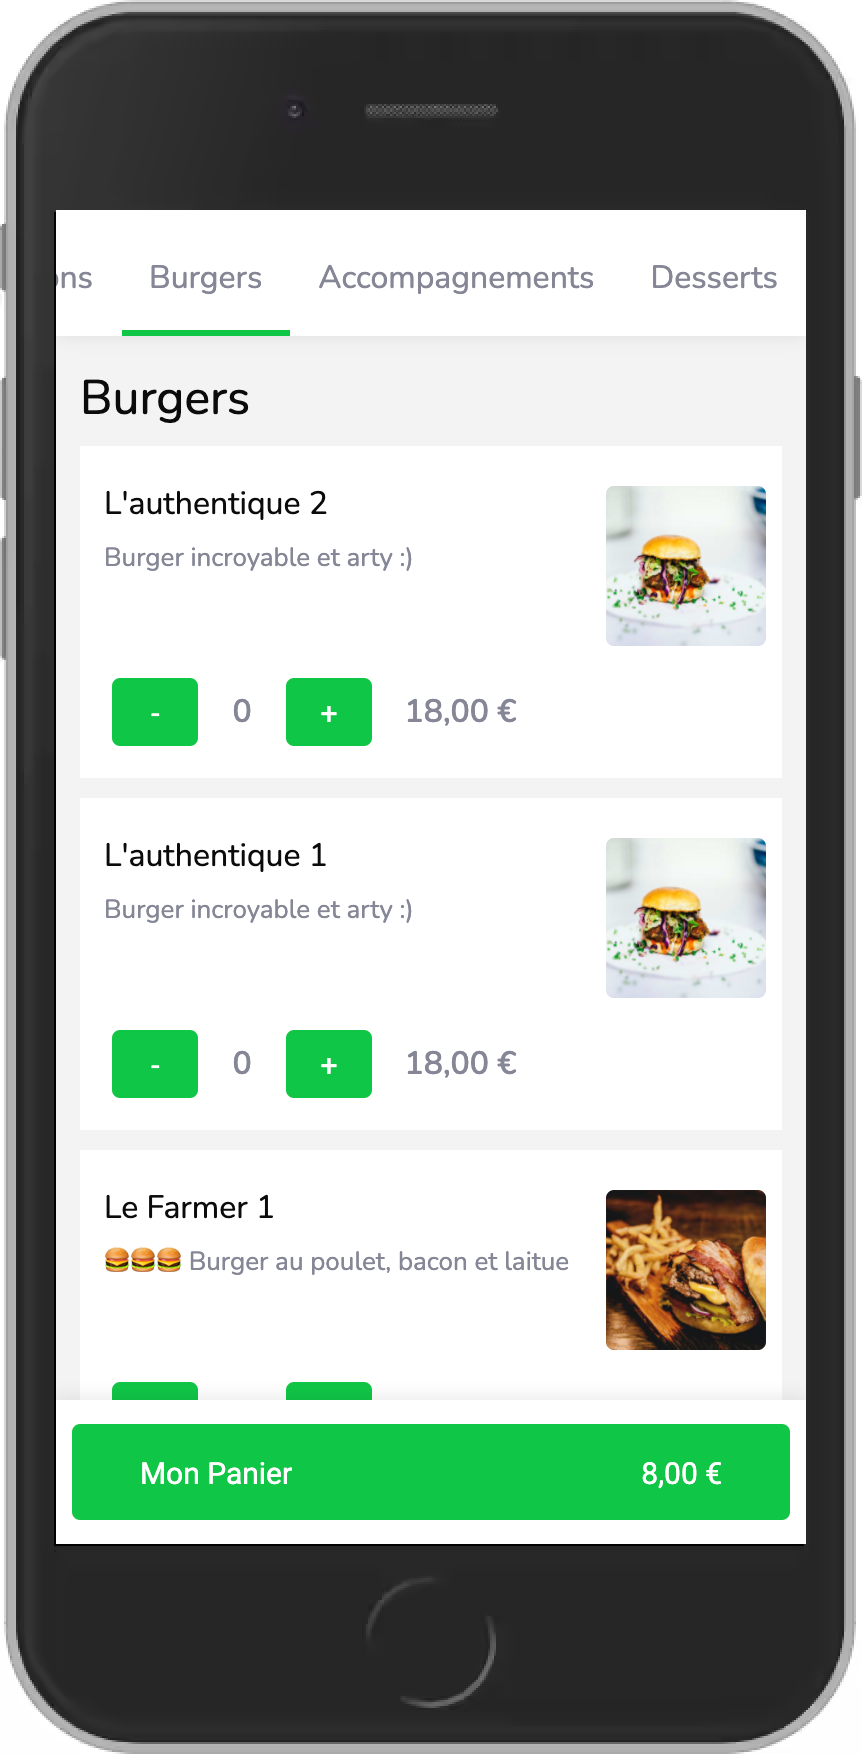 ons Burgers Accompagnements Desserts
Burgers
L'authentique 2
Burger incroyable et arty :)
- 0 + 18,00 €
L'authentique 1
Burger incroyable et arty :)
- 0 + 18,00 €
Le Farmer 1
🍔🍔🍔 Burger au poulet, bacon et laitue
Mon Panier 8,00 €